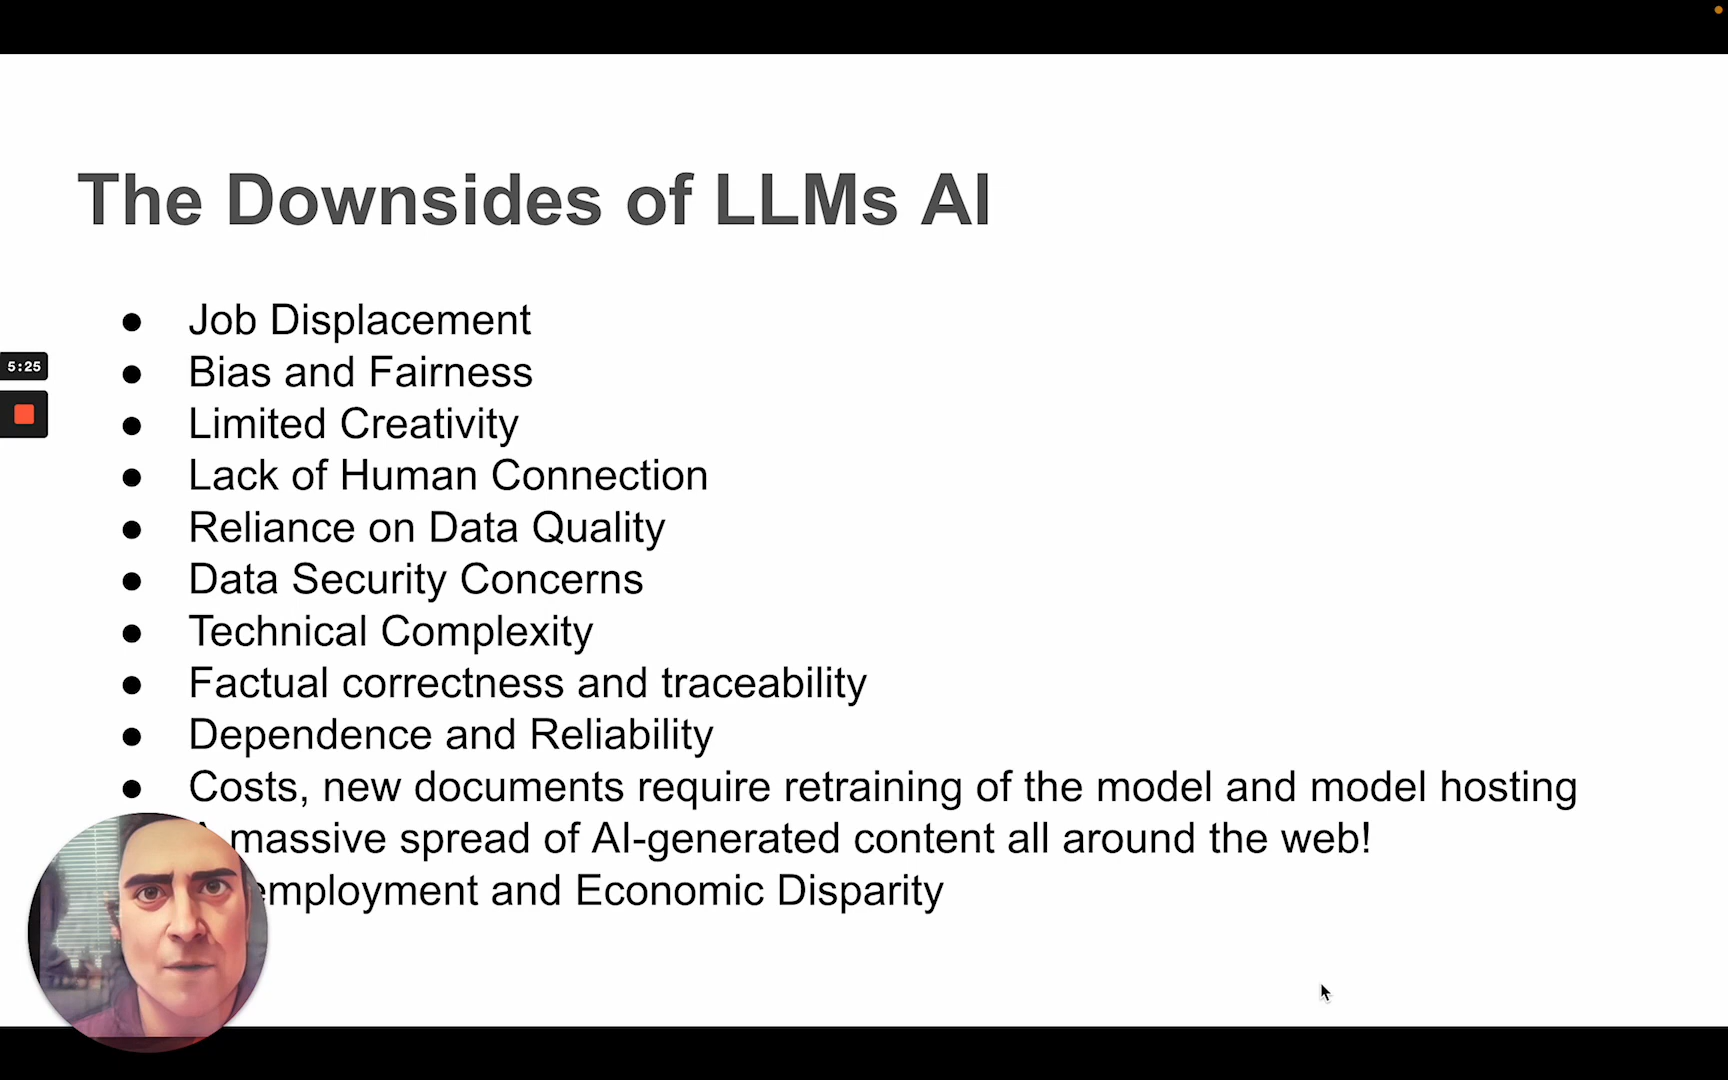 The Downsides of LLMs AI
Job Displacement
Bias and Fairness
Limited Creativity
Lack of Human Connection
Reliance on Data Quality
Data Security Concerns
Technical Complexity
Factual correctness and traceability
Dependence and Reliability
Costs, new documents require retraining of the model and model hosting
massive spread of AI-generated content all around the web!
employment and Economic Disparity
5:25